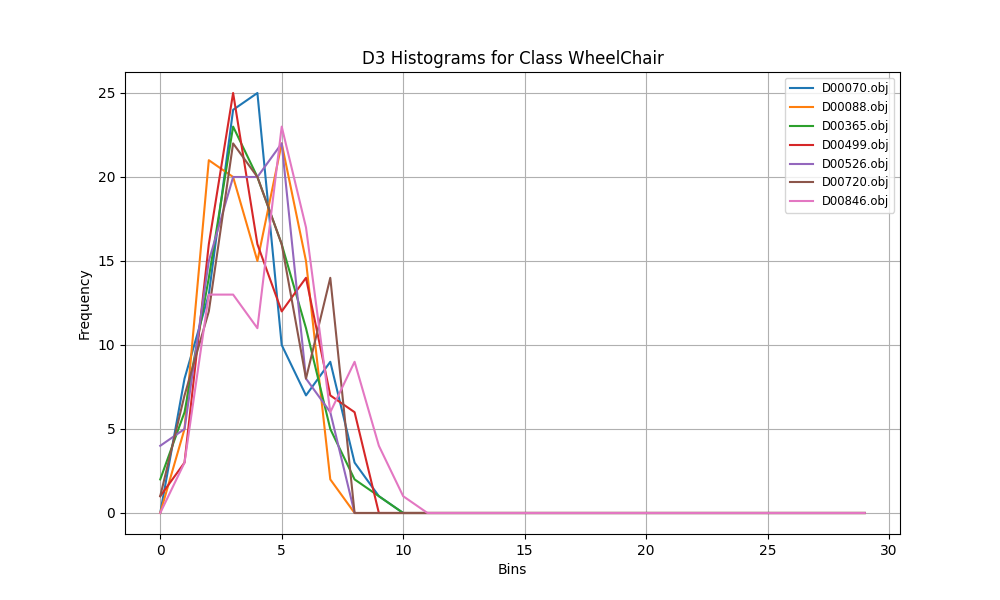 D3 Histograms for Class WheelChair
D00070.obj
D00088.obj
D00365.obj
D00499.obj
D00526.obj
D00720.obj
D00846.obj
25
20
15
10
5
0
Frequency
0 5 10 15 20 25 30
Bins